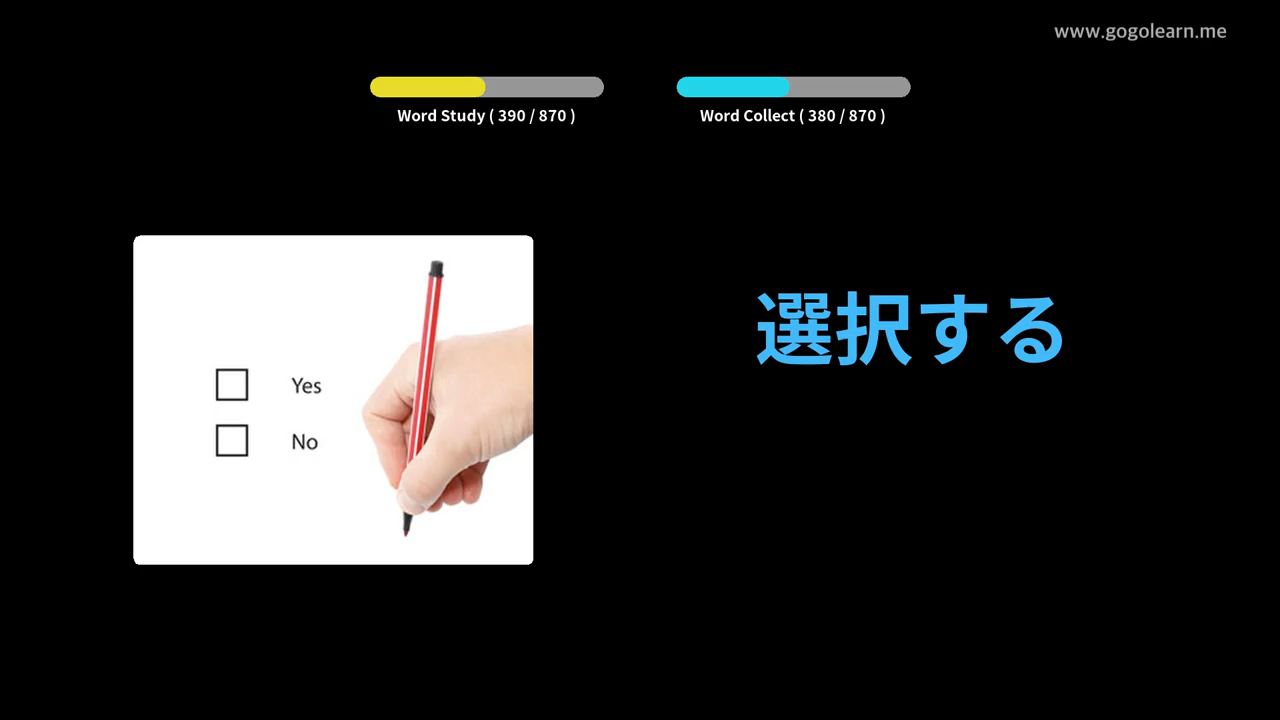 www.gogolearn.me
Word Study ( 390 / 870 )
Word Collect ( 380 / 870 )
選択する
Yes
No